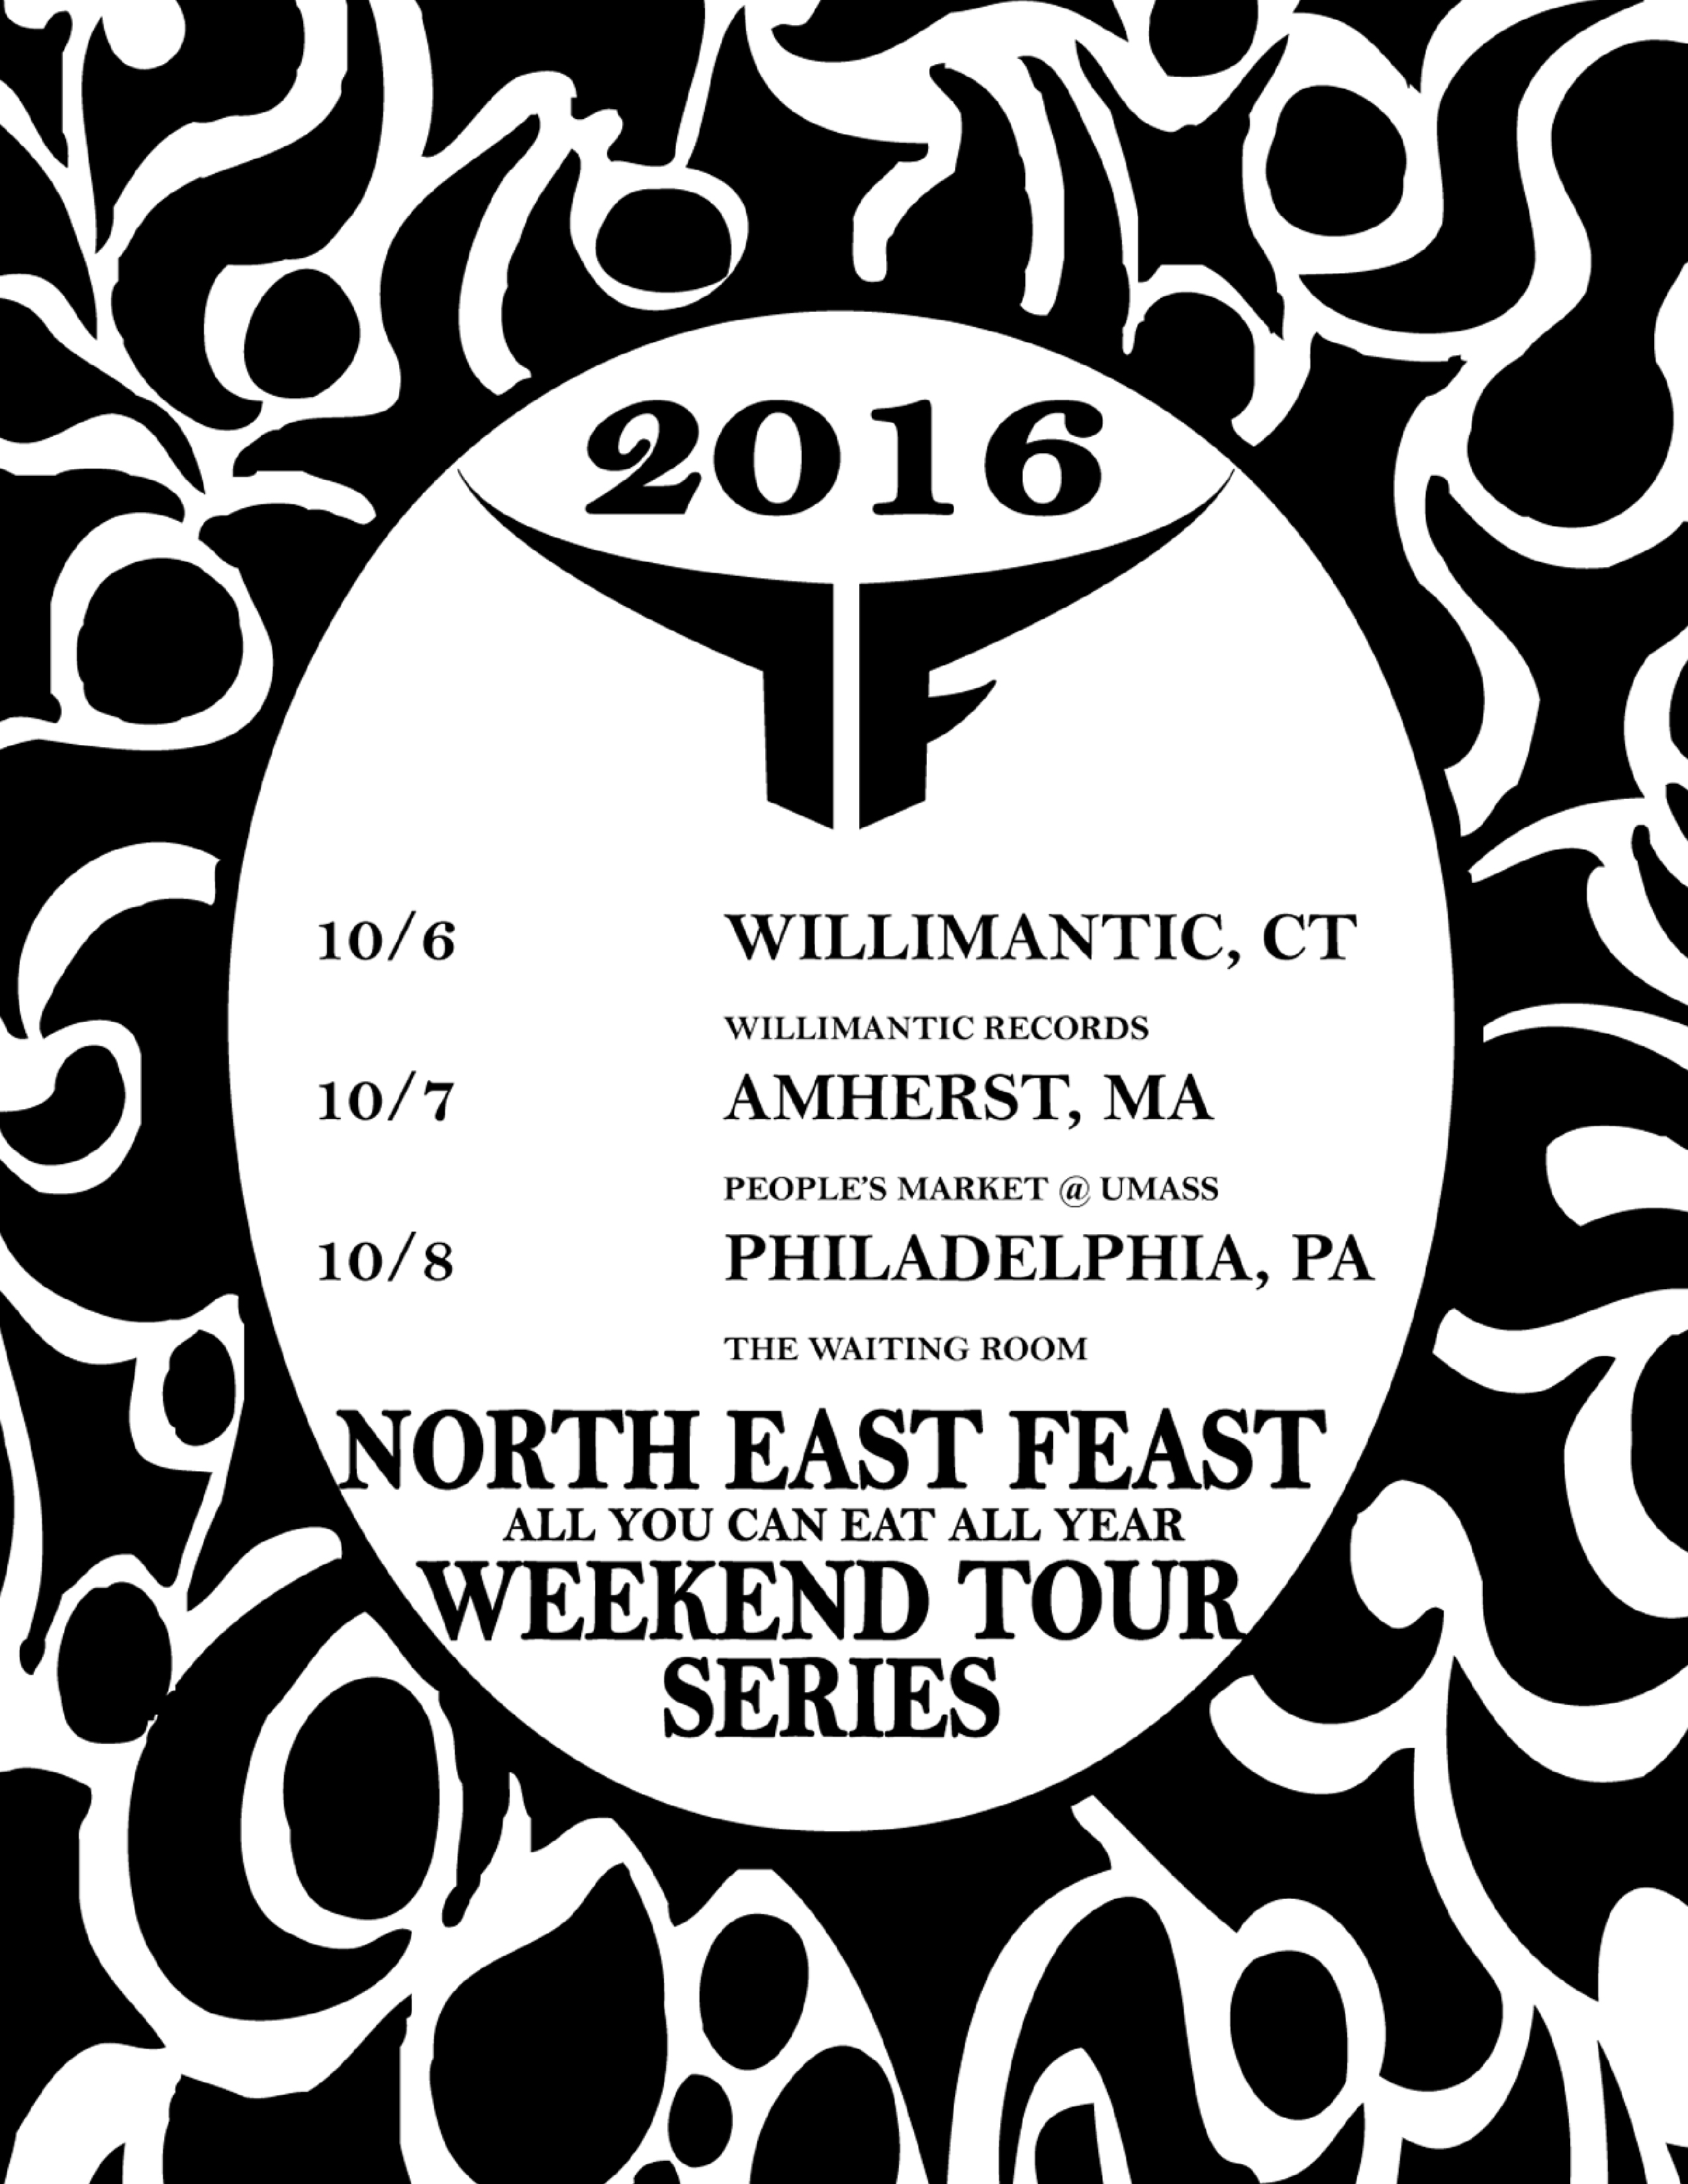 2016
10/6 WILLIMANTIC, CT
WILLIMANTIC RECORDS
10/7 AMHERST, MA
PEOPLE'S MARKET @ UMASS
10/8 PHILADELPHIA, PA
THE WAITING ROOM
NORTH EAST FEAST
ALL YOU CAN EAT ALL YEAR
WEEKEND TOUR
SERIES